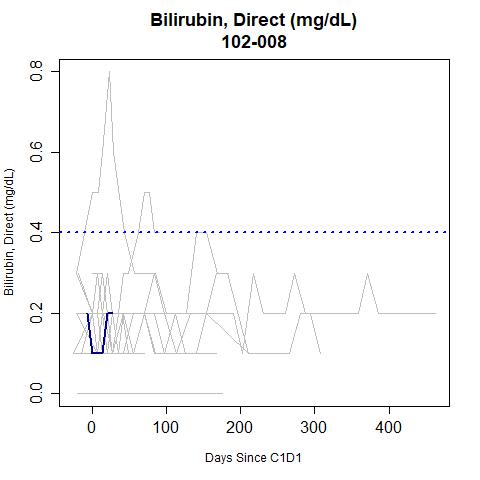 Bilirubin, Direct (mg/dL)
102-008
Bilirubin, Direct (mg/dL)
0.8
0.6
0.4
0.2
0.0
0 100 200 300 400
Days Since C1D1